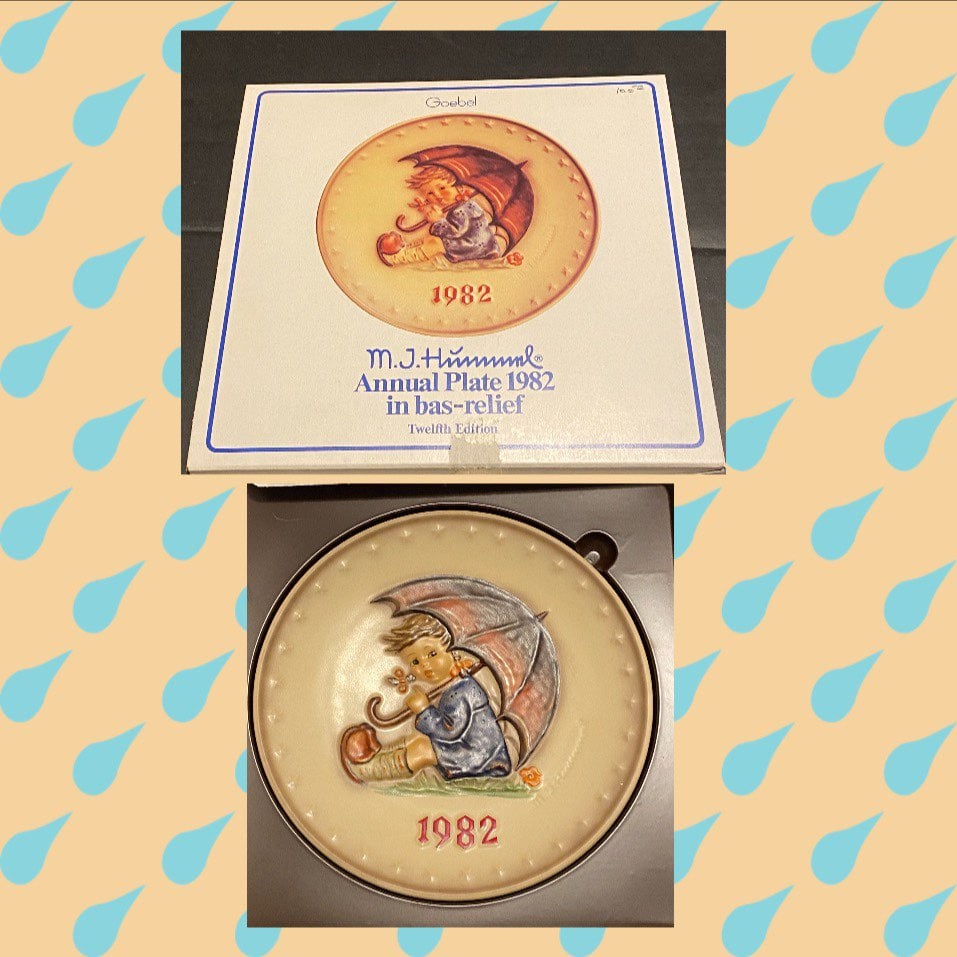 Goebel
1982
M.J.Hummel®
Annual Plate 1982
in bas-relief
Twelfth Edition
1982